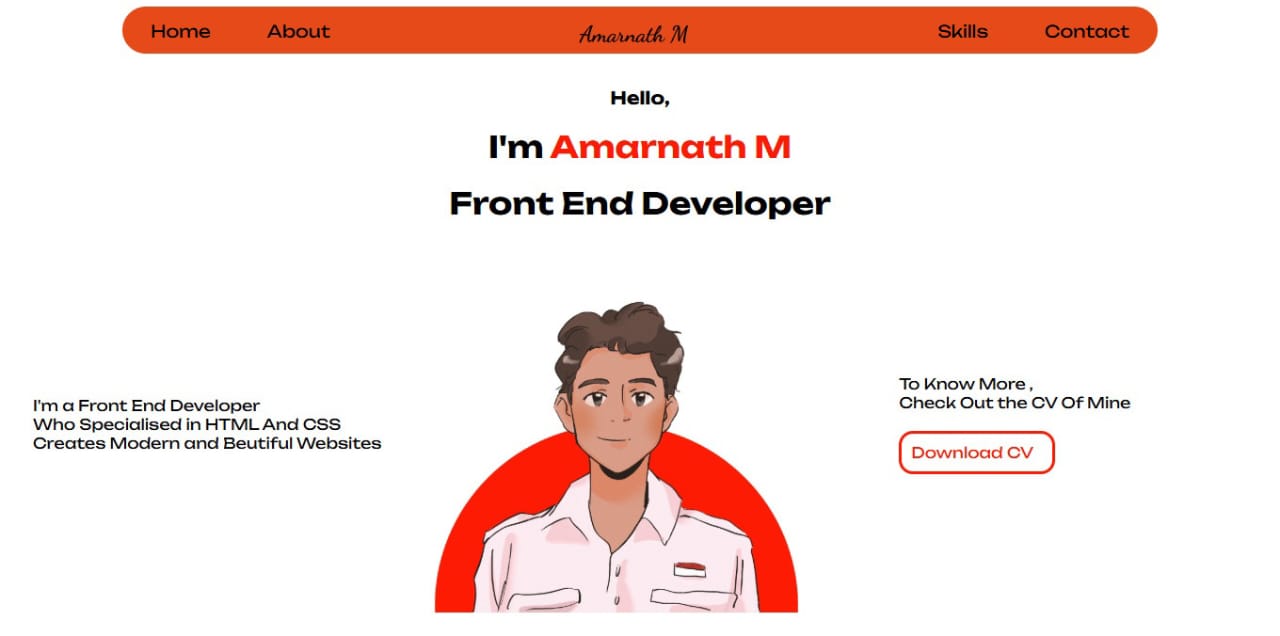 Home About Amarnath M Skills Contact
Hello,
I'm Amarnath M
Front End Developer
I'm a Front End Developer
Who Specialised in HTML And CSS
Creates Modern and Beutiful Websites
To Know More ,
Check Out the CV Of Mine
Download CV